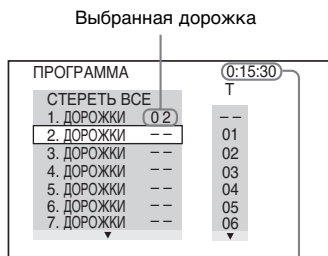 Выбранная дорожка
ПРОГРАММА 0:15:30
T
СТЕРЕТЬ ВСЕ
1. ДОРОЖКИ 0 2 – –
2. ДОРОЖКИ – – 01
3. ДОРОЖКИ – – 02
4. ДОРОЖКИ – – 03
5. ДОРОЖКИ – – 04
6. ДОРОЖКИ – – 05
7. ДОРОЖКИ – – 06